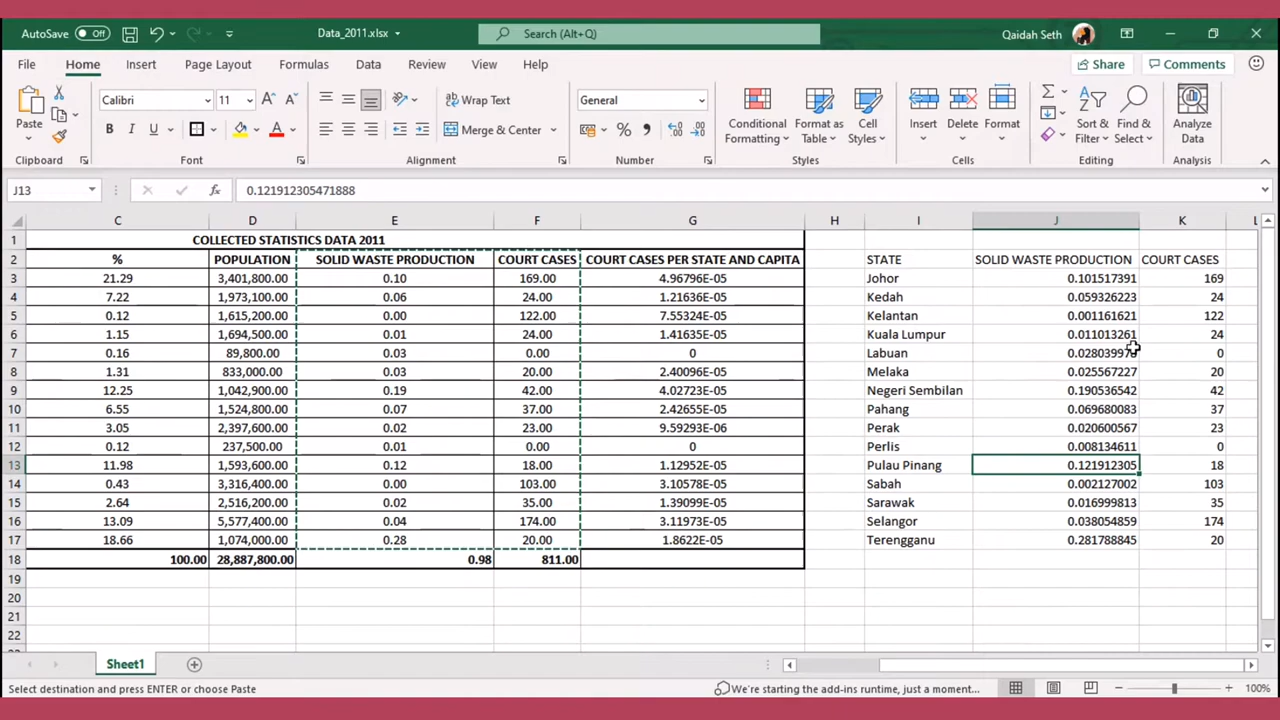 AutoSave Off Data_2011.xlsx Search (Alt+Q) Qaidah Seth
File Home Insert Page Layout Formulas Data Review View Help Share Comments
Calibri 11 Wrap Text General
Paste B I U Merge & Center Conditional Formatting Format as Table Cell Styles Insert Delete Format Sort & Filter Find & Select Analyze Data
Clipboard Font Alignment Number Styles Cells Editing Analysis
J13 fx 0.121912305471888
C D E F G H I J K L
1 COLLECTED STATISTICS DATA 2011
2 % POPULATION SOLID WASTE PRODUCTION COURT CASES COURT CASES PER STATE AND CAPITA STATE SOLID WASTE PRODUCTION COURT CASES
3 21.29 3,401,800.00 0.10 169.00 4.96796E-05 Johor 0.101517391 169
4 7.22 1,973,100.00 0.06 24.00 1.21636E-05 Kedah 0.059326223 24
5 0.12 1,615,200.00 0.00 122.00 7.55324E-05 Kelantan 0.001161621 122
6 1.15 1,694,500.00 0.01 24.00 1.41635E-05 Kuala Lumpur 0.011013261 24
7 0.16 89,800.00 0.03 0.00 0 Labuan 0
8 1.31 833,000.00 0.03 20.00 2.40096E-05 Melaka 0.025567227 20
9 12.25 1,042,900.00 0.19 42.00 4.02723E-05 Negeri Sembilan 0.190536542 42
10 6.55 1,524,800.00 0.07 37.00 2.42655E-05 Pahang 0.069680083 37
11 3.05 2,397,600.00 0.02 23.00 9.59293E-06 Perak 0.020600567 23
12 0.12 237,500.00 0.01 0.00 0 Perlis 0.008134611 0
13 11.98 1,593,600.00 0.12 18.00 1.12952E-05 Pulau Pinang 0.121912305 18
14 0.43 3,316,400.00 0.00 103.00 3.10578E-05 Sabah 0.002127002 103
15 2.64 2,516,200.00 0.02 35.00 1.39099E-05 Sarawak 0.016999813 35
16 13.09 5,577,400.00 0.04 174.00 3.11973E-05 Selangor 0.038054859 174
17 18.66 1,074,000.00 0.28 20.00 1.8622E-05 Terengganu 0.281788845 20
18 100.00 28,887,800.00 0.98 811.00
19
20
21
22
Sheet1
Select destination and press ENTER or choose Paste We're starting the add-ins runtime, just a moment... 100%